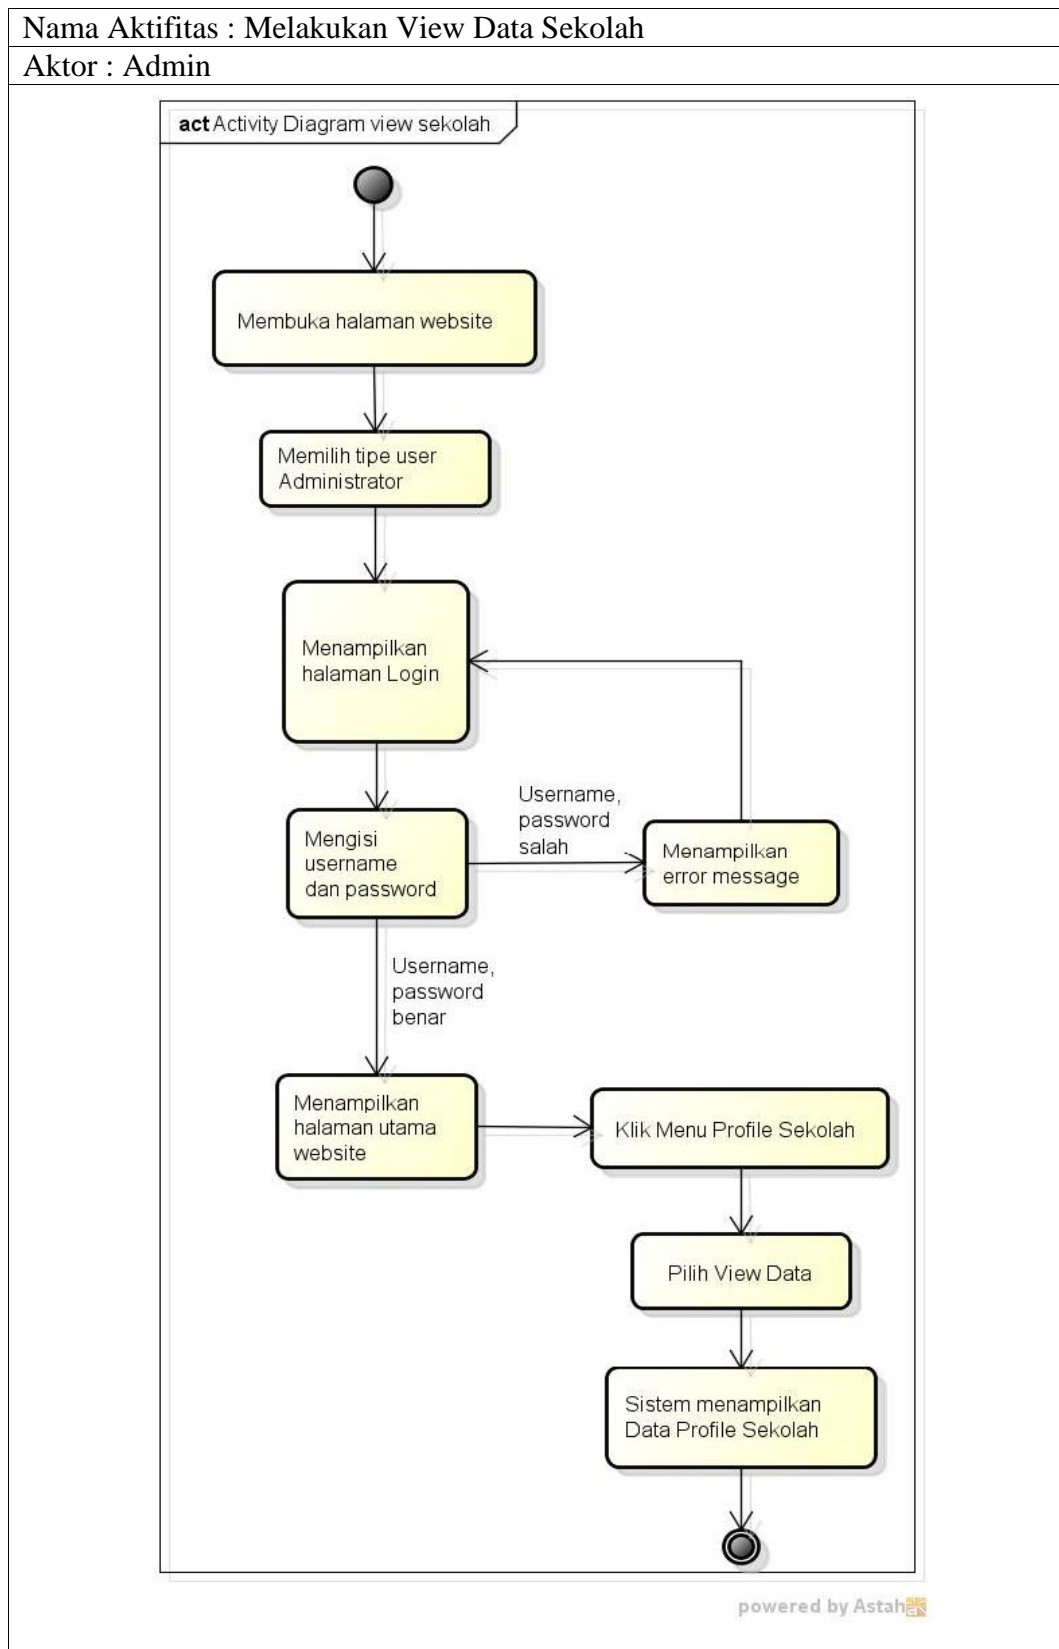 Nama Aktifitas : Melakukan View Data Sekolah
Aktor : Admin
act Activity Diagram view sekolah
Membuka halaman website
Memilih tipe user
Administrator
Menampilkan
halaman Login
Mengisi
username
dan password
Username,
password
salah
Menampilkan
error message
Username,
password
benar
Menampilkan
halaman utama
website
Klik Menu Profile Sekolah
Pilih View Data
Sistem menampilkan
Data Profile Sekolah
powered by Astah